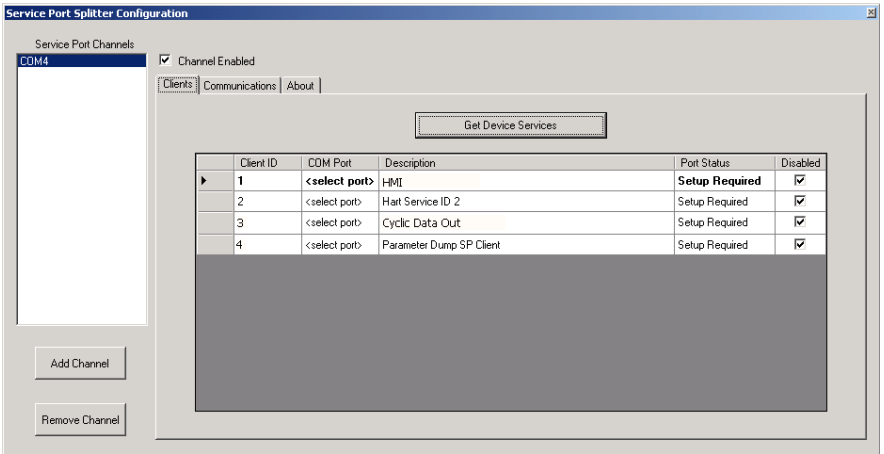 Service Port Splitter Configuration
Service Port Channels
COM4
Channel Enabled
Clients Communications About
Get Device Services
Client ID COM Port Description Port Status Disabled
1 <select port> HMI Setup Required
2 <select port> Hart Service ID 2 Setup Required
3 <select port> Cyclic Data Out Setup Required
4 <select port> Parameter Dump SP Client Setup Required
Add Channel
Remove Channel